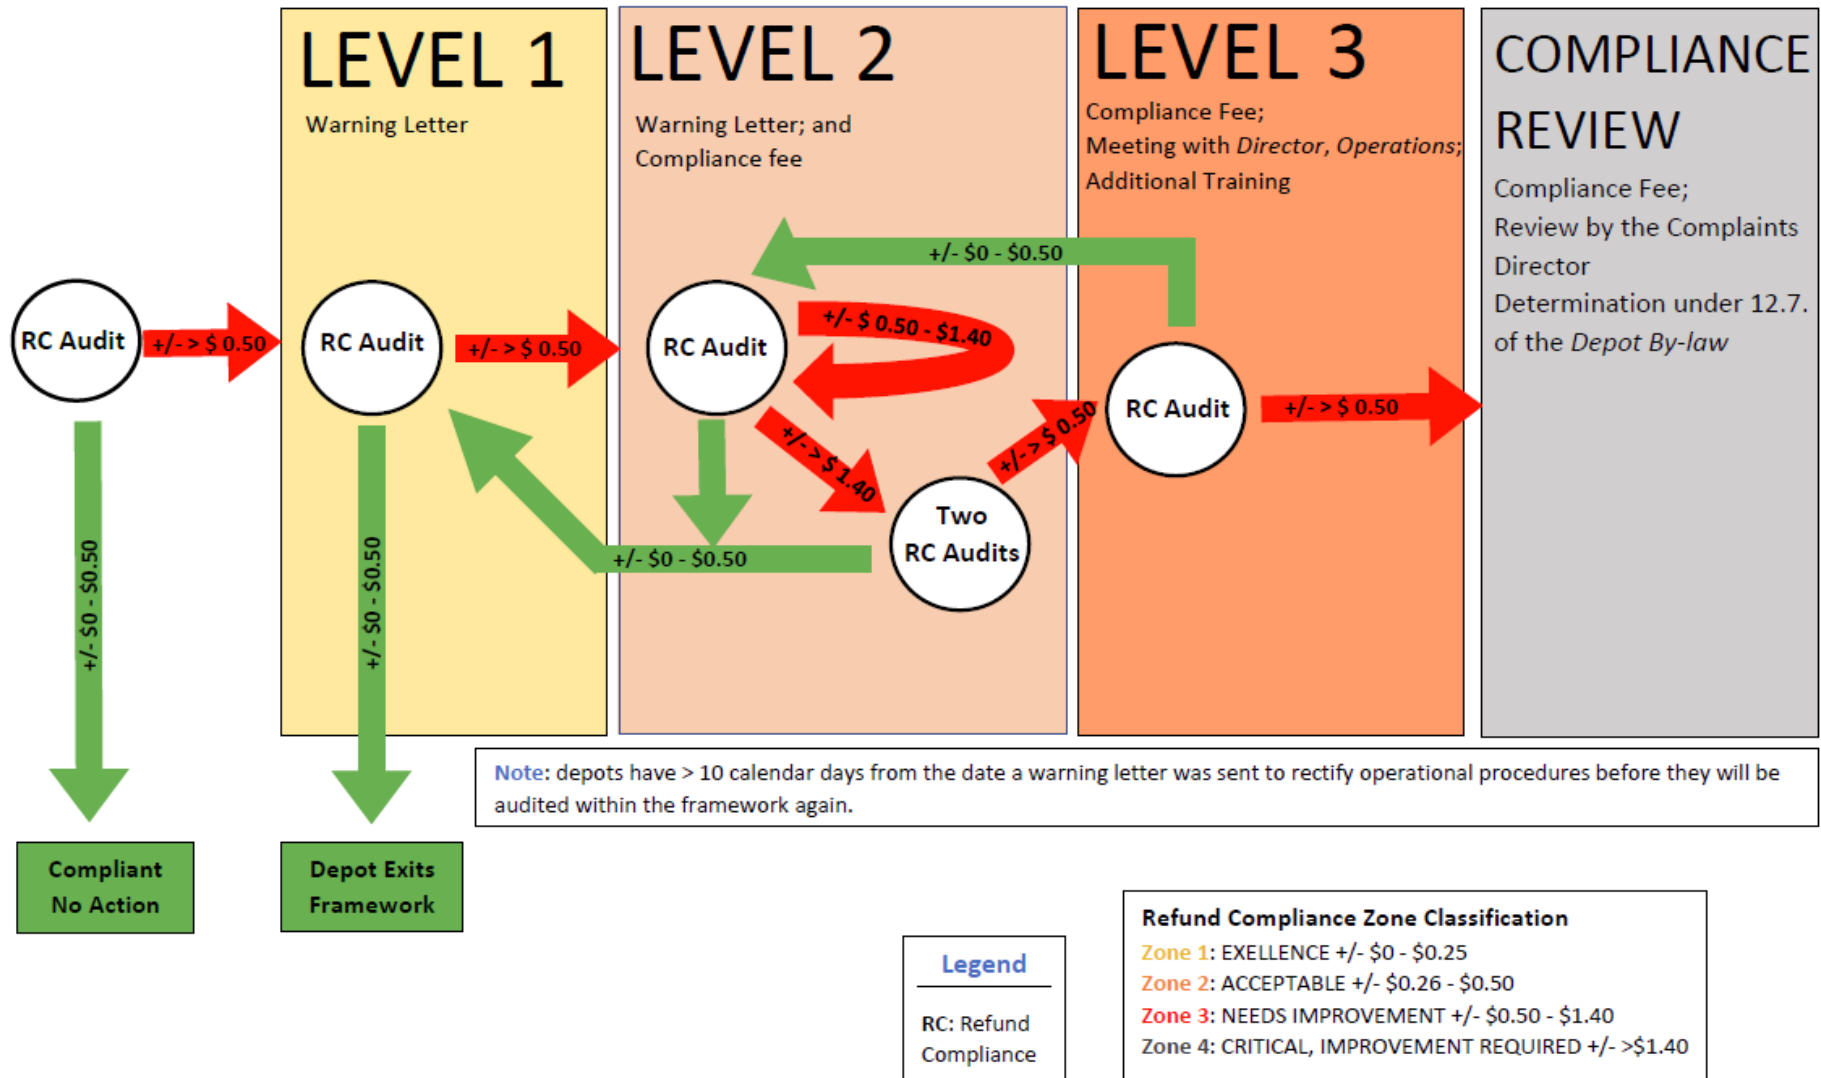 LEVEL 1
Warning Letter
LEVEL 2
Warning Letter; and
Compliance fee
LEVEL 3
Compliance Fee;
Meeting with Director, Operations;
Additional Training
COMPLIANCE
REVIEW
Compliance Fee;
Review by the Complaints
Director
Determination under 12.7.
of the Depot By-law
RC Audit
+/- > $ 0.50
RC Audit
+/- > $ 0.50
RC Audit
+/- $ 0.50 - $1.40
+/- $0 - $0.50
+/- > $ 1.40
Two
RC Audits
+/- > $ 0.50
RC Audit
+/- > $ 0.50
+/- $0 - $0.50
+/- $0 - $0.50
+/- $0 - $0.50
Note: depots have > 10 calendar days from the date a warning letter was sent to rectify operational procedures before they will be
audited within the framework again.
Compliant
No Action
Depot Exits
Framework
Legend
RC: Refund
Compliance
Refund Compliance Zone Classification
Zone 1: EXELLENCE +/- $0 - $0.25
Zone 2: ACCEPTABLE +/- $0.26 - $0.50
Zone 3: NEEDS IMPROVEMENT +/- $0.50 - $1.40
Zone 4: CRITICAL, IMPROVEMENT REQUIRED +/- >$1.40